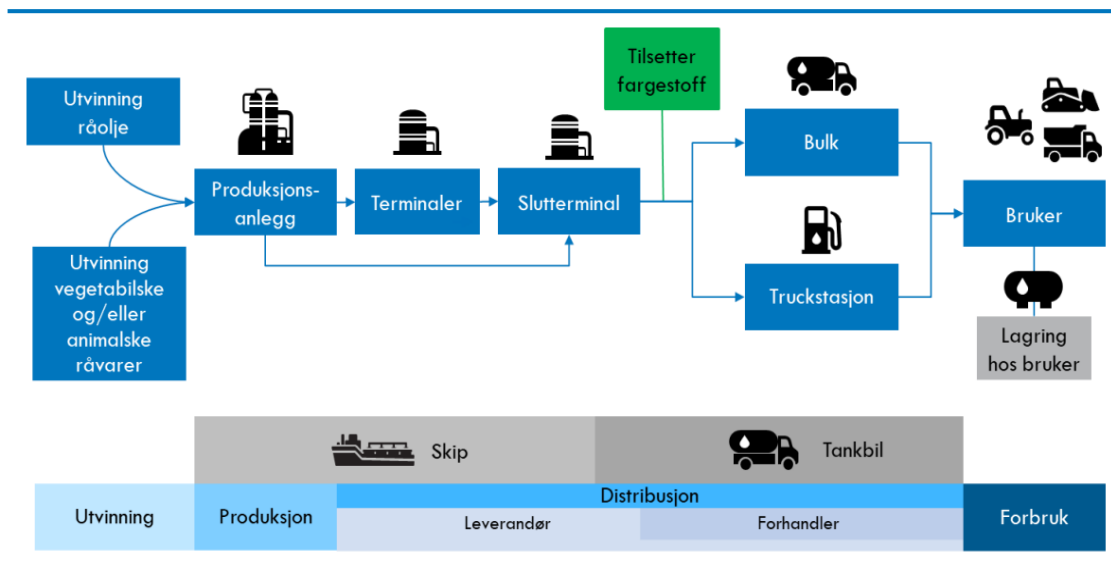 Tilsetter
fargestoff
Utvinning
råolje
Produksjons-
anlegg
Terminaler
Slutterminal
Bulk
Truckstasjon
Bruker
Utvinning
vegetabilske
og/eller
animalske
råvarer
Lagring
hos bruker
Skip
Tankbil
Utvinning
Produksjon
Distribusjon
Leverandør
Forhandler
Forbruk